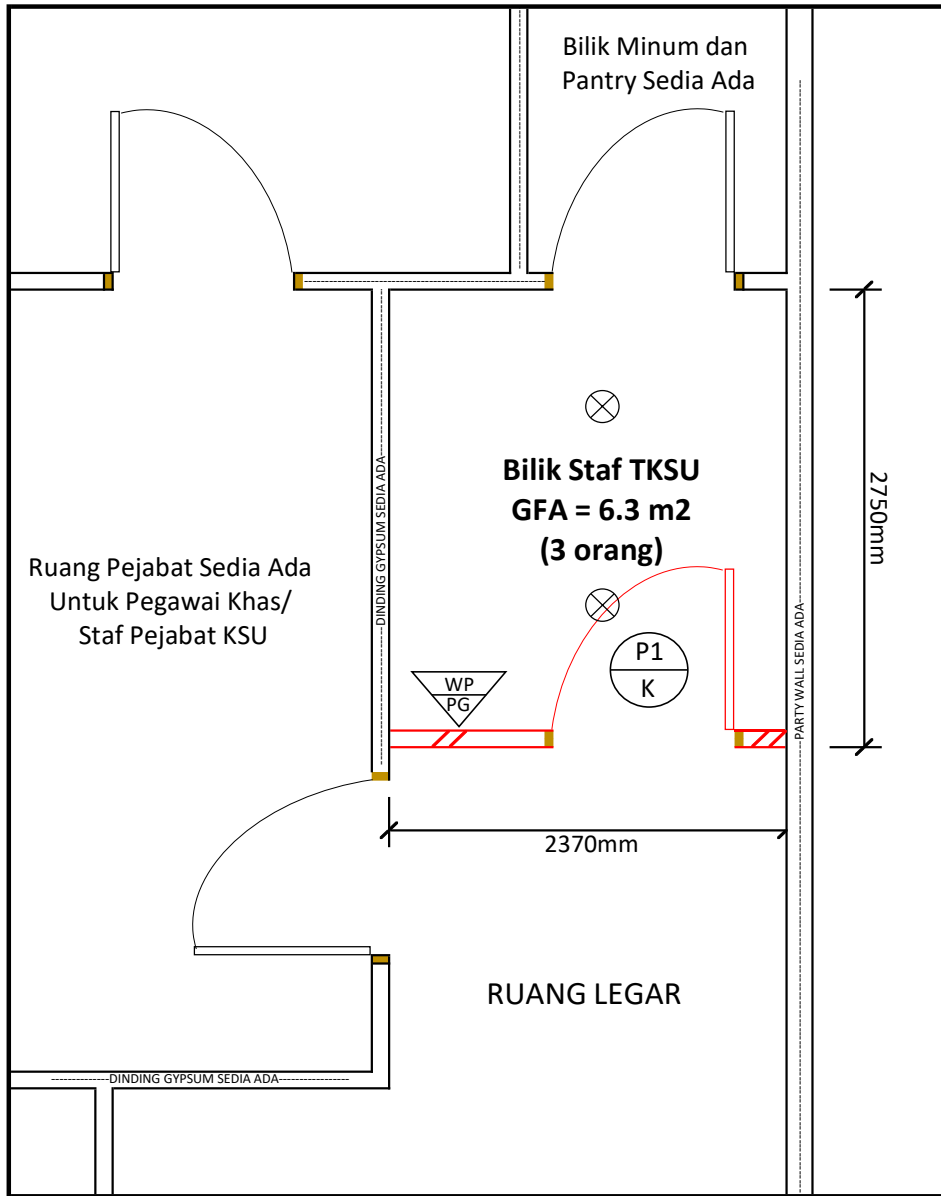 Bilik Minum dan
Pantry Sedia Ada
DINDING GYPSUM SEDIA ADA
Bilik Staf TKSU
GFA = 6.3 m2
(3 orang)
2750mm
Ruang Pejabat Sedia Ada
Untuk Pegawai Khas/
Staf Pejabat KSU
PARTY WALL SEDIA ADA
P1
K
WP
PG
2370mm
RUANG LEGAR
DINDING GYPSUM SEDIA ADA